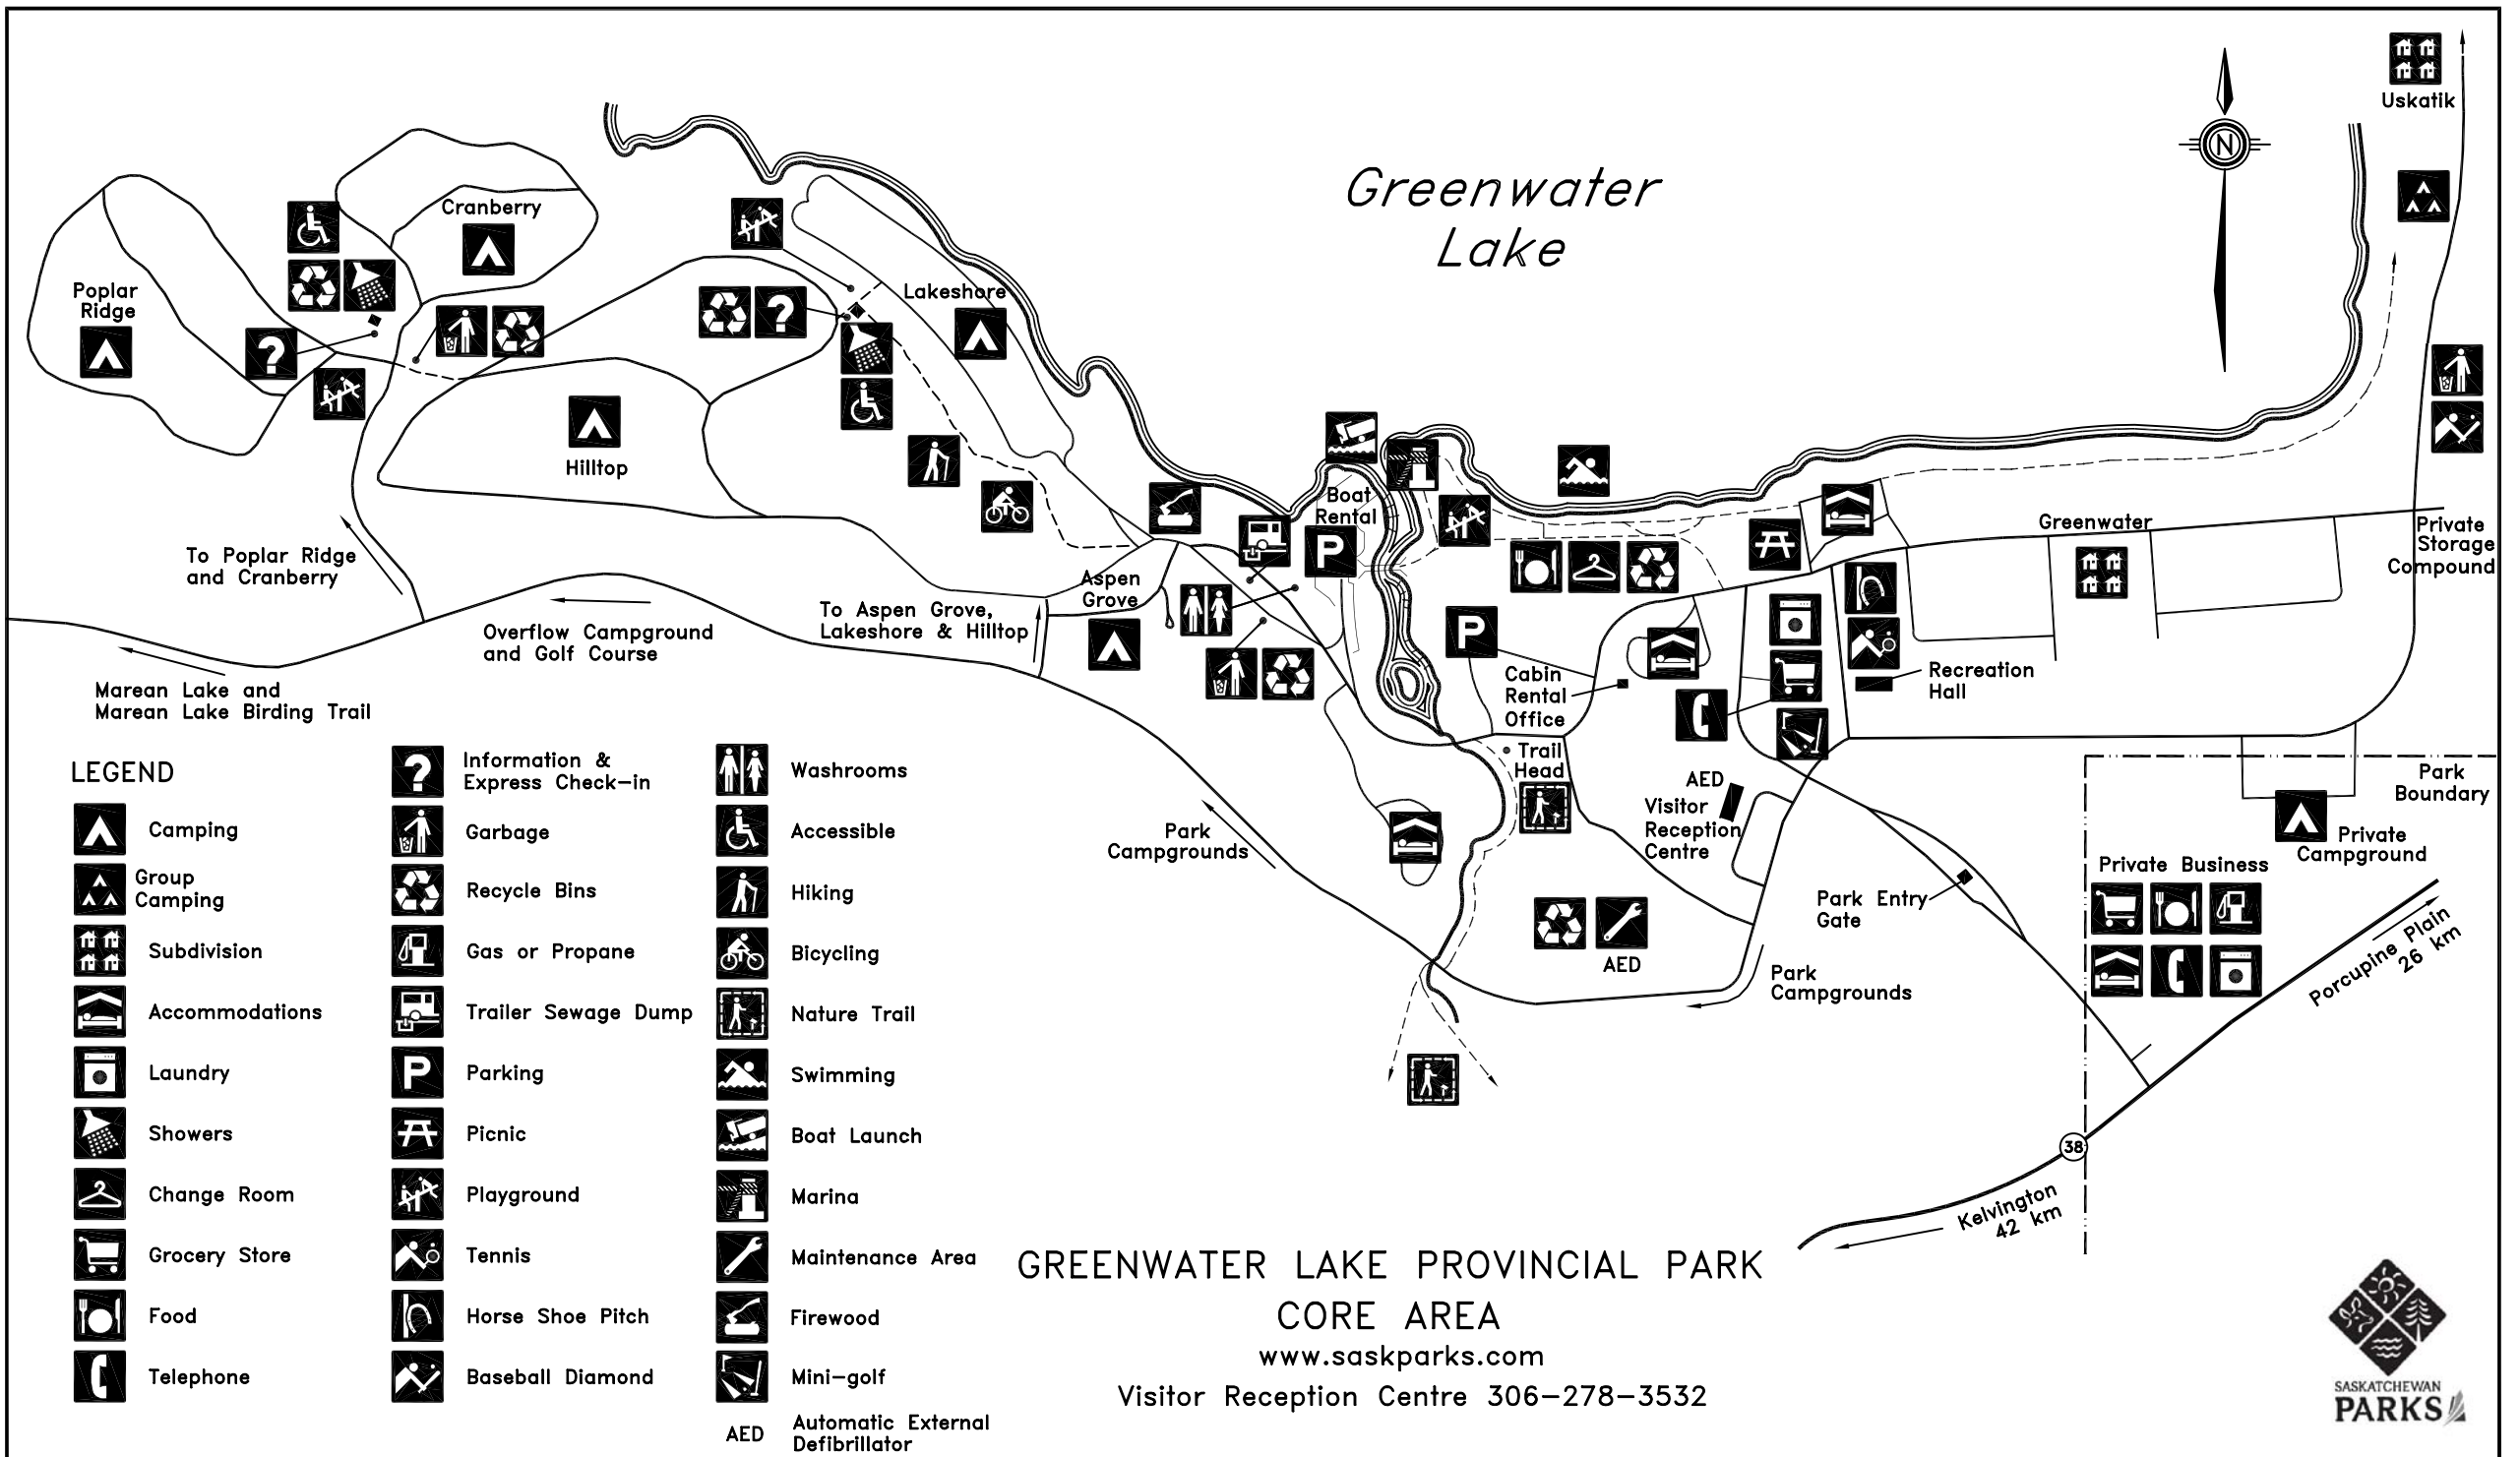 Uskatik
N
Greenwater
Lake
Cranberry
Poplar
Ridge
Lakeshore
Hilltop
Boat
Rental
P
Greenwater
Private
Storage
Compound
To Poplar Ridge
and Cranberry
Aspen
Grove
To Aspen Grove,
Lakeshore & Hilltop
Overflow Campground
and Golf Course
P
Cabin
Rental
Office
Recreation
Hall
Marean Lake and
Marean Lake Birding Trail
Trail
Head
AED
Visitor
Reception
Centre
Park
Boundary
Park
Campgrounds
Private
Campground
Private Business
Park Entry
Gate
AED
Park
Campgrounds
Porcupine Plain
26 km
38
Kelvington
42 km
LEGEND
Camping
Group
Camping
Subdivision
Accommodations
Laundry
Showers
Change Room
Grocery Store
Food
Telephone
?
Information &
Express Check-in
Garbage
Recycle Bins
Gas or Propane
Trailer Sewage Dump
P
Parking
Picnic
Playground
Tennis
Horse Shoe Pitch
Baseball Diamond
Washrooms
Accessible
Hiking
Bicycling
Nature Trail
Swimming
Boat Launch
Marina
Maintenance Area
Firewood
Mini-golf
AED
Automatic External
Defibrillator
GREENWATER LAKE PROVINCIAL PARK
CORE AREA
www.saskparks.com
Visitor Reception Centre 306-278-3532
SASKATCHEWAN
PARKS